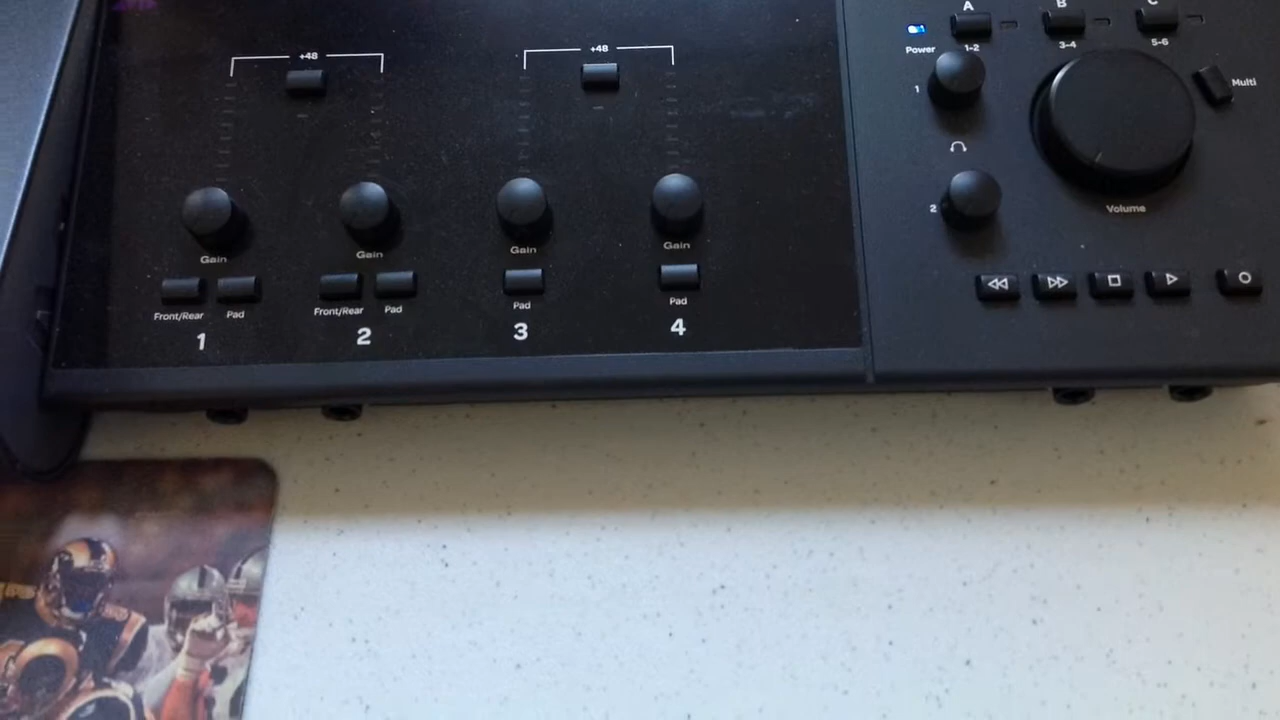 +48
+48
Gain
Gain
Gain
Gain
Front/Rear
Pad
Front/Rear
Pad
Pad
Pad
1
2
3
4
A
B
C
Power
1-2
3-4
5-6
1
Multi
2
Volume